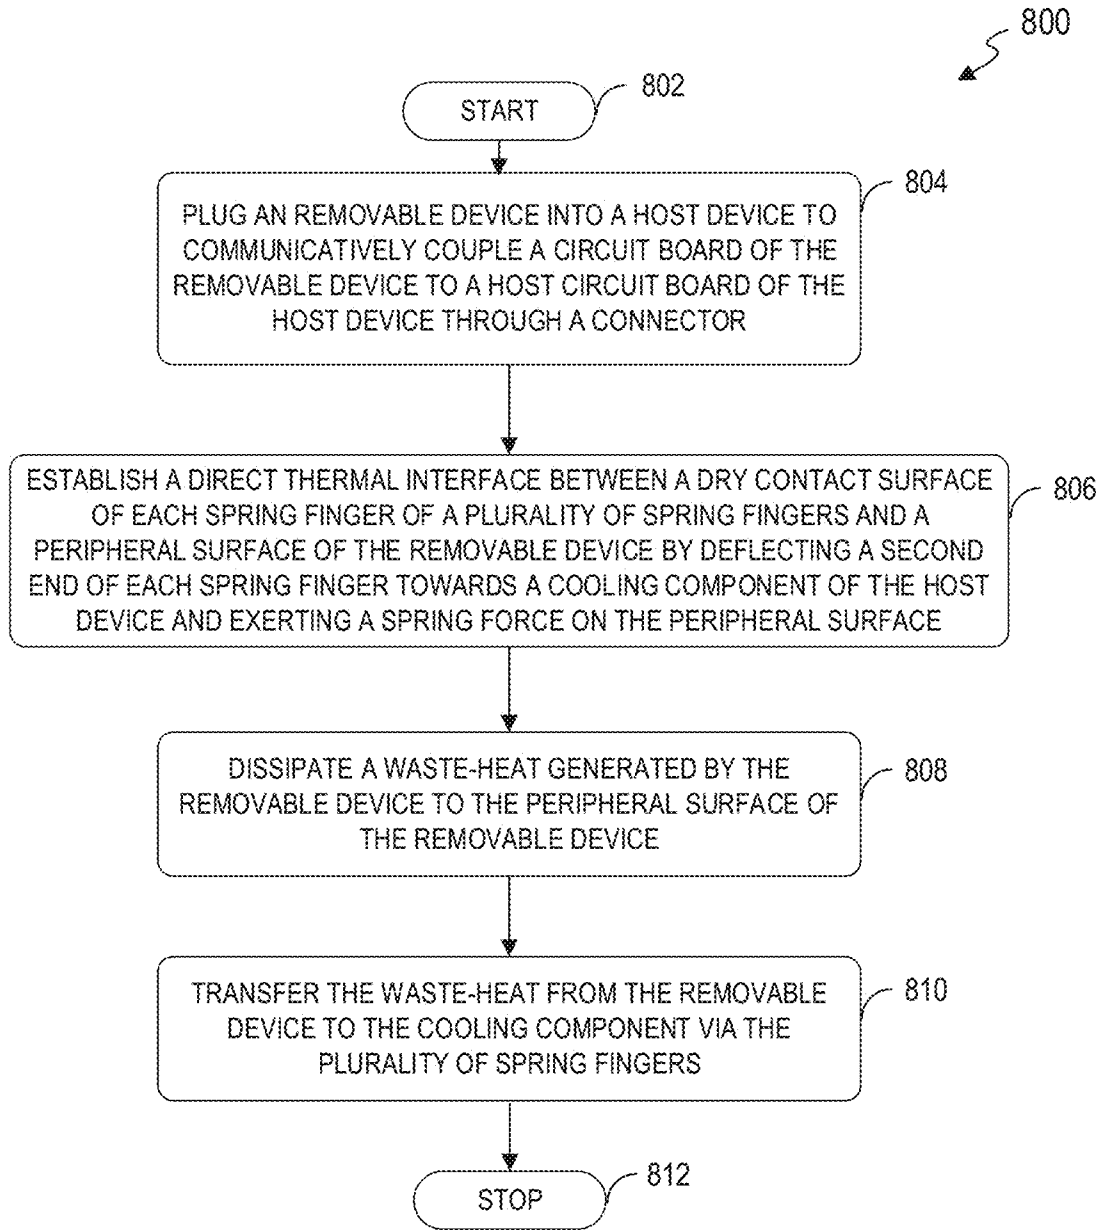 800
START
802
PLUG AN REMOVABLE DEVICE INTO A HOST DEVICE TO
COMMUNICATIVELY COUPLE A CIRCUIT BOARD OF THE
REMOVABLE DEVICE TO A HOST CIRCUIT BOARD OF THE
HOST DEVICE THROUGH A CONNECTOR
804
ESTABLISH A DIRECT THERMAL INTERFACE BETWEEN A DRY CONTACT SURFACE
OF EACH SPRING FINGER OF A PLURALITY OF SPRING FINGERS AND A
PERIPHERAL SURFACE OF THE REMOVABLE DEVICE BY DEFLECTING A SECOND
END OF EACH SPRING FINGER TOWARDS A COOLING COMPONENT OF THE HOST
DEVICE AND EXERTING A SPRING FORCE ON THE PERIPHERAL SURFACE
806
DISSIPATE A WASTE-HEAT GENERATED BY THE
REMOVABLE DEVICE TO THE PERIPHERAL SURFACE OF
THE REMOVABLE DEVICE
808
TRANSFER THE WASTE-HEAT FROM THE REMOVABLE
DEVICE TO THE COOLING COMPONENT VIA THE
PLURALITY OF SPRING FINGERS
810
STOP
812